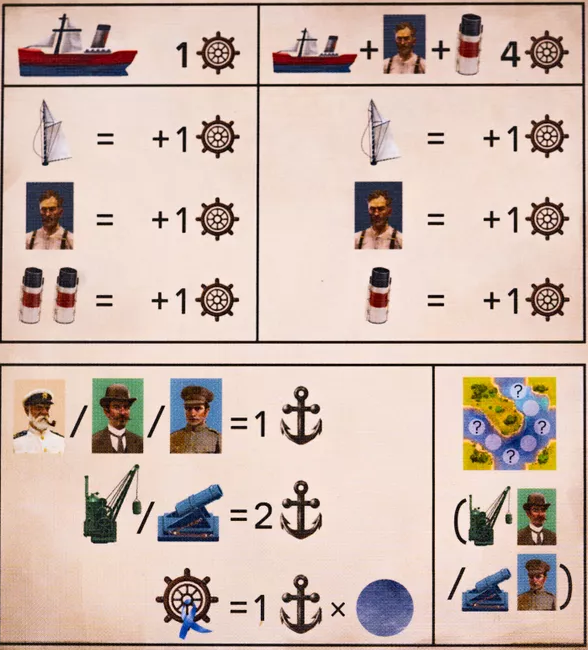 1
+ + 4
= +1
= +1
= +1
= +1
= +1
= +1
/ / = 1
/ = 2
= 1 ×
? ? ? ?
(
/ )